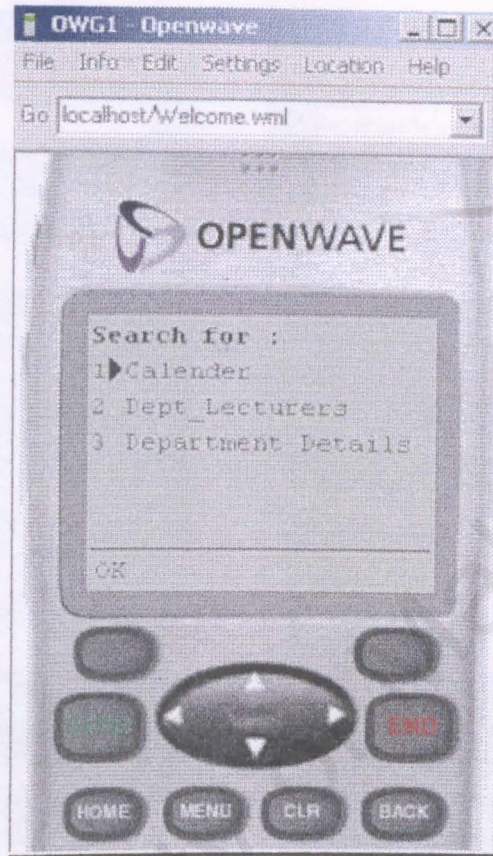 OWG1 - Openwave
File Info Edit Settings Location Help
Go localhost/Welcome.wml
OPENWAVE
Search for :
1 Calender
2 Dept_Lecturers
3 Department Details
OK
SEND END
HOME MENU CLR BACK